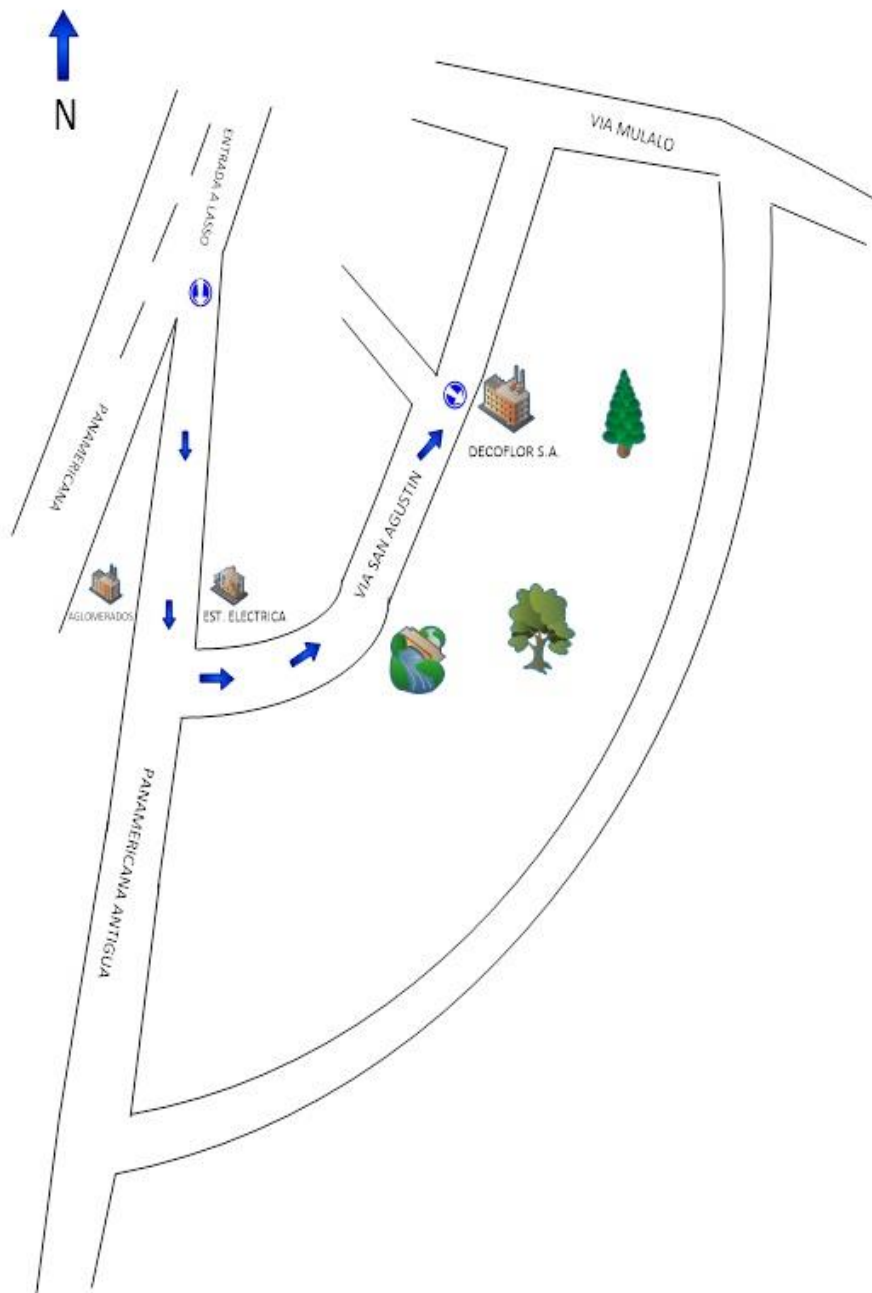 N
ENTRADA A LASSO
VIA MULALO
PANAMERICANA
DECOFLOR S.A.
VIA SAN AGUSTIN
AGLOMERADOS
EST. ELECTRICA
PANAMERICANA ANTIGUA